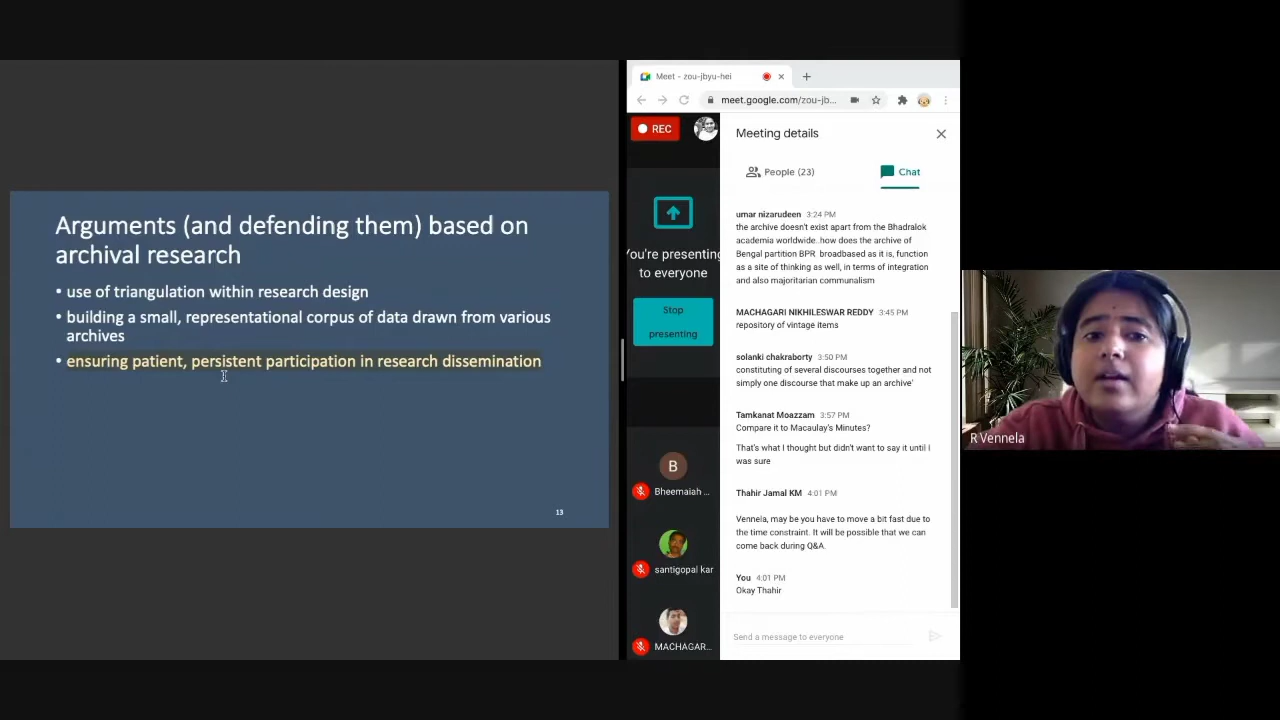 Arguments (and defending them) based on
archival research
• use of triangulation within research design
• building a small, representational corpus of data drawn from various
archives
• ensuring patient, persistent participation in research dissemination
13
Meet - zou-jbyu-hei
meet.google.com/zou-jb...
REC
You're presenting
to everyone
Stop
presenting
Bheemaiah ...
B
santigopal kar
MACHAGAR...
Meeting details
People (23)
Chat
umar nizarudeen 3:24 PM
the archive doesn't exist apart from the Bhadralok
academia worldwide..how does the archive of
Bengal partition BPR broadbased as it is, function
as a site of thinking as well, in terms of integration
and also majoritarian communalism
MACHAGARI NIKHILESWAR REDDY 3:45 PM
repository of vintage items
solanki chakraborty 3:50 PM
constituting of several discourses together and not
simply one discourse that make up an archive'
Tamkanat Moazzam 3:57 PM
Compare it to Macaulay's Minutes?
That's what I thought but didn't want to say it until I
was sure
Thahir Jamal KM 4:01 PM
Vennela, may be you have to move a bit fast due to
the time constraint. It will be possible that we can
come back during Q&A.
You 4:01 PM
Okay Thahir
Send a message to everyone
R Vennela